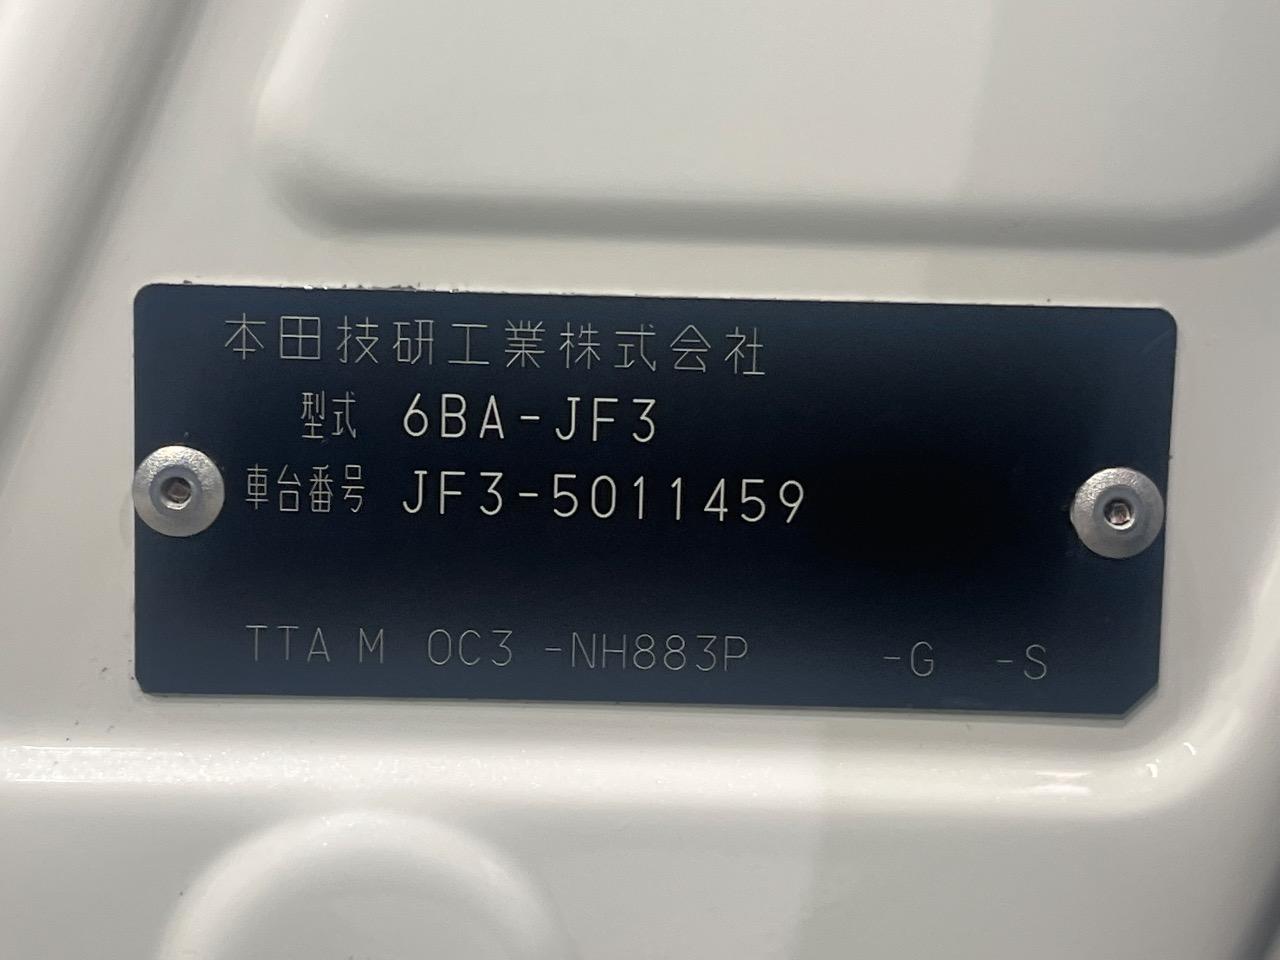 本田技研工業株式会社
型式 6BA-JF3
車台番号 JF3-5011459
TTA M 0C3 -NH883P -G -S